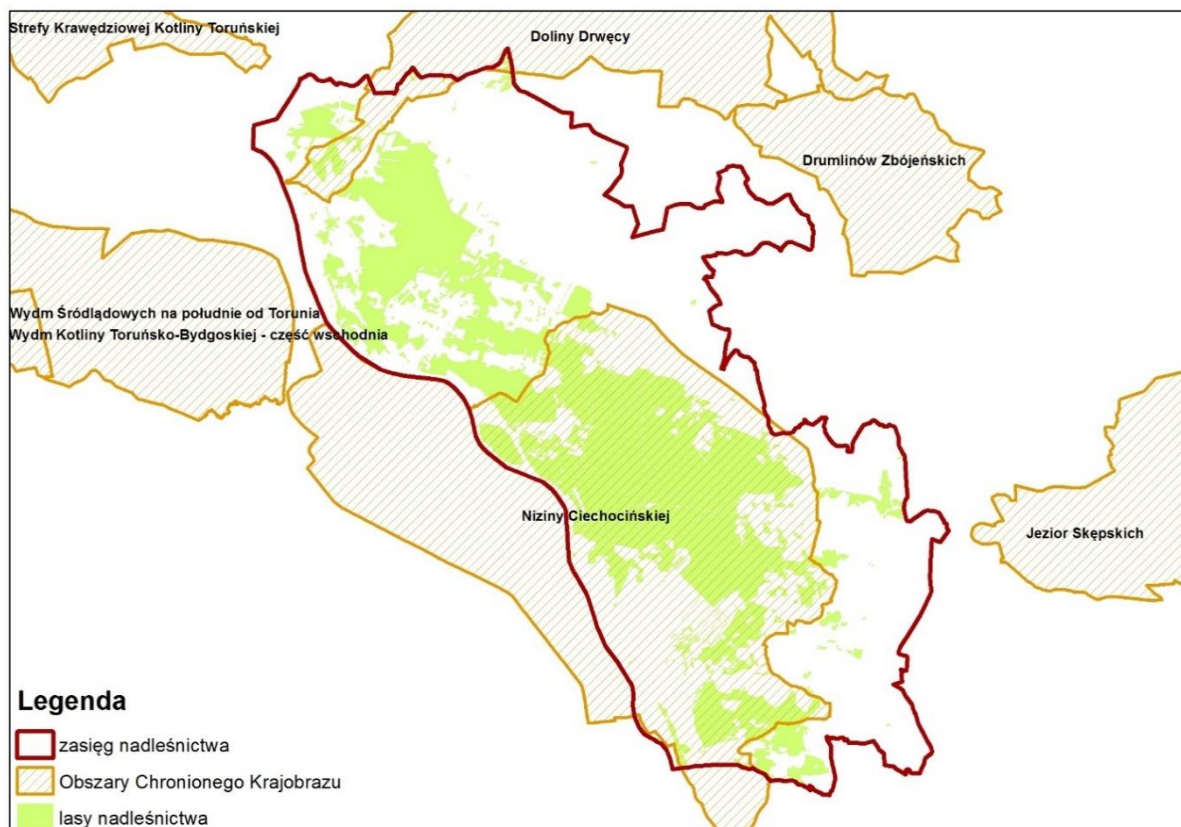 Strefy Krawędziowej Kotliny Toruńskiej
Doliny Drwęcy
Drumlinów Zbójeńskich
Wydm Śródlądowych na południe od Torunia
Wydm Kotliny Toruńsko-Bydgoskiej - część wschodnia
Niziny Ciechocińskiej
Jezior Skępskich
Legenda
zasięg nadleśnictwa
Obszary Chronionego Krajobrazu
lasy nadleśnictwa